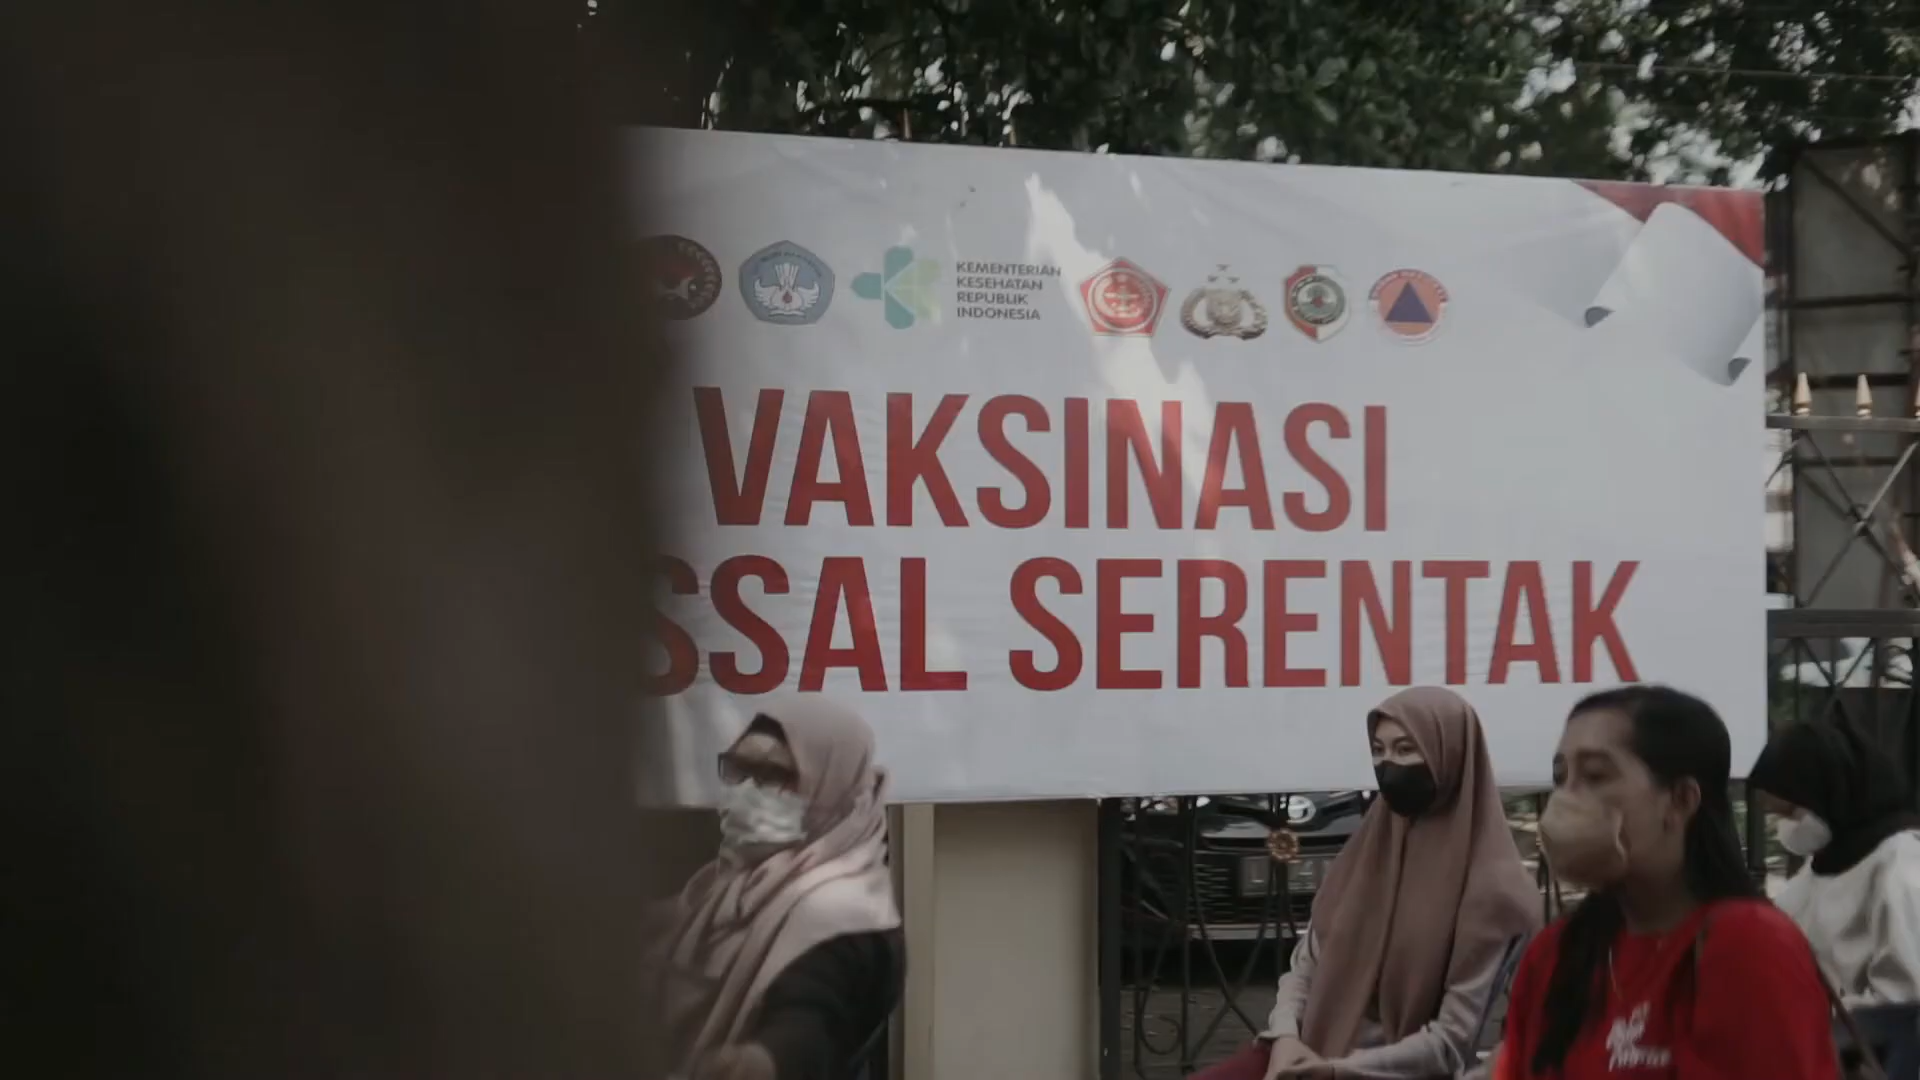 KEMENTERIAN
KESEHATAN
REPUBLIK
INDONESIA
VAKSINASI
SSAL SERENTAK